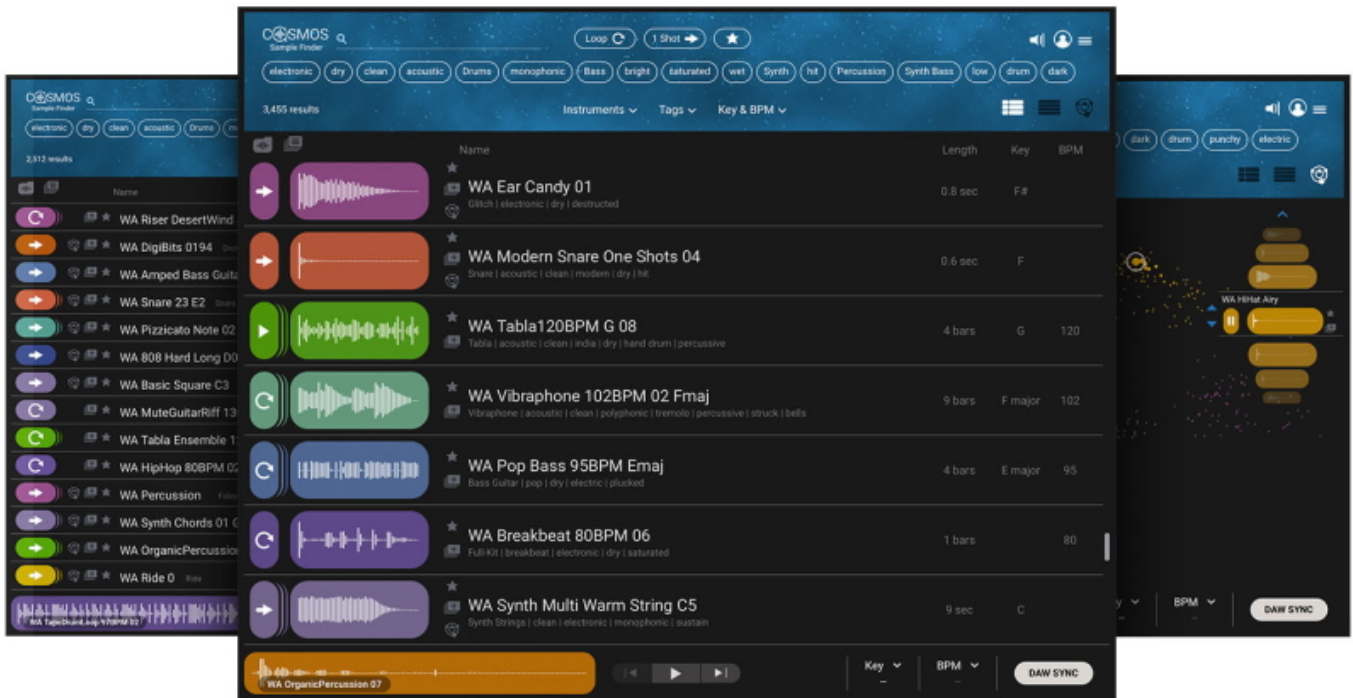 COSMOS
Sample Finder
Loop
1 Shot
electronic dry clean acoustic Drums monophonic Bass bright saturated wet Synth hit Percussion Synth Bass low drum dark
3,455 results
Instruments
Tags
Key & BPM
Name Length Key BPM
WA Ear Candy 01 0.8 sec F#
Glitch | electronic | dry | destructed
WA Modern Snare One Shots 04 0.6 sec F
Snare | acoustic | clean | modern | dry | hit
WA Tabla120BPM G 08 4 bars G 120
Tabla | acoustic | clean | india | dry | hand drum | percussive
WA Vibraphone 102BPM 02 Fmaj 9 bars F major 102
Vibraphone | acoustic | clean | polyphonic | tremolo | percussive | struck | bells
WA Pop Bass 95BPM Emaj 4 bars E major 95
Bass Guitar | pop | dry | electric | plucked
WA Breakbeat 80BPM 06 1 bars 80
Full-Kit | breakbeat | electronic | dry | saturated
WA Synth Multi Warm String C5 9 sec C
Synth Strings | clean | electronic | monophonic | sustain
WA OrganicPercussion 07
Key
BPM
DAW SYNC
COSMOS
Sample Finder
electronic dry clean acoustic Drums
2,512 results
Name
WA Riser DesertWind
WA DigiBits 0194
WA Amped Bass Guita
WA Snare 23 E2 Snare
WA Pizzicato Note 02
WA 808 Hard Long D0
WA Basic Square C3
WA MuteGuitarRiff 13
WA Tabla Ensemble 1
WA HipHop 80BPM 02
WA Percussion Foley
WA Synth Chords 01 G
WA OrganicPercussio
WA Ride 0 Ride
WA TapeDrumLoop 97BPM 02
dark drum punchy electric
WA HiHat Airy
BPM
DAW SYNC